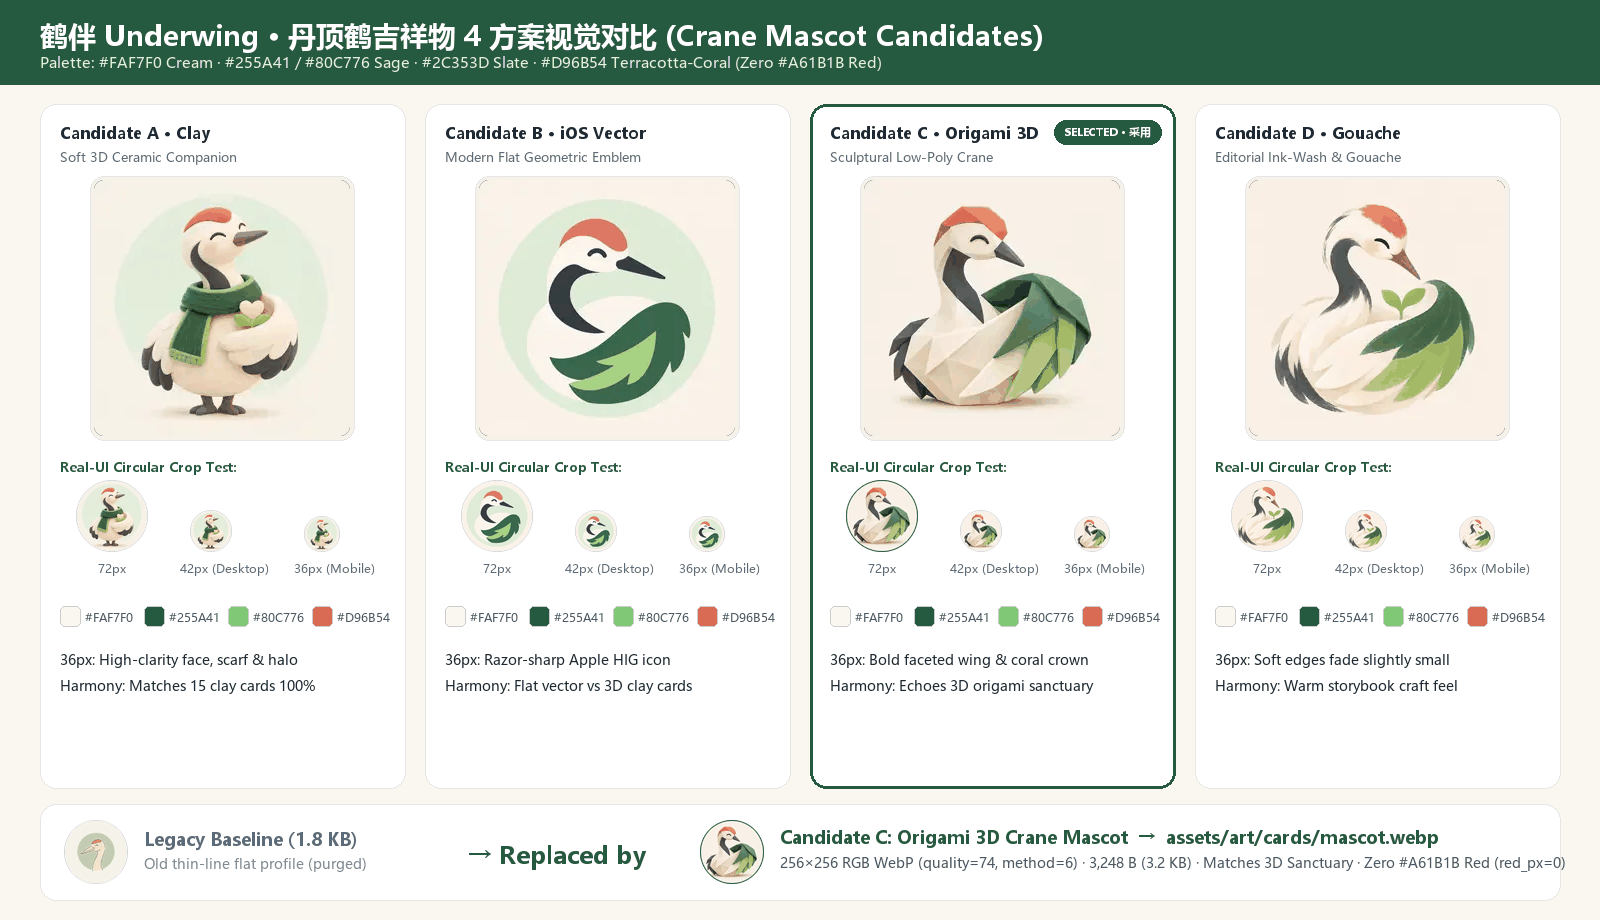 鹤伴 Underwing • 丹顶鹤吉祥物 4 方案视觉对比 (Crane Mascot Candidates)
Palette: #FAF7F0 Cream · #255A41 / #80C776 Sage · #2C353D Slate · #D96B54 Terracotta-Coral (Zero #A61B1B Red)
Candidate A • Clay
Soft 3D Ceramic Companion
Real-UI Circular Crop Test:
72px
42px (Desktop)
36px (Mobile)
#FAF7F0
#255A41
#80C776
#D96B54
36px: High-clarity face, scarf & halo
Harmony: Matches 15 clay cards 100%
Candidate B • iOS Vector
Modern Flat Geometric Emblem
Real-UI Circular Crop Test:
72px
42px (Desktop)
36px (Mobile)
#FAF7F0
#255A41
#80C776
#D96B54
36px: Razor-sharp Apple HIG icon
Harmony: Flat vector vs 3D clay cards
Candidate C • Origami 3D
SELECTED • 采用
Sculptural Low-Poly Crane
Real-UI Circular Crop Test:
72px
42px (Desktop)
36px (Mobile)
#FAF7F0
#255A41
#80C776
#D96B54
36px: Bold faceted wing & coral crown
Harmony: Echoes 3D origami sanctuary
Candidate D • Gouache
Editorial Ink-Wash & Gouache
Real-UI Circular Crop Test:
72px
42px (Desktop)
36px (Mobile)
#FAF7F0
#255A41
#80C776
#D96B54
36px: Soft edges fade slightly small
Harmony: Warm storybook craft feel
Legacy Baseline (1.8 KB)
Old thin-line flat profile (purged)
→ Replaced by
Candidate C: Origami 3D Crane Mascot → assets/art/cards/mascot.webp
256×256 RGB WebP (quality=74, method=6) · 3,248 B (3.2 KB) · Matches 3D Sanctuary · Zero #A61B1B Red (red_px=0)